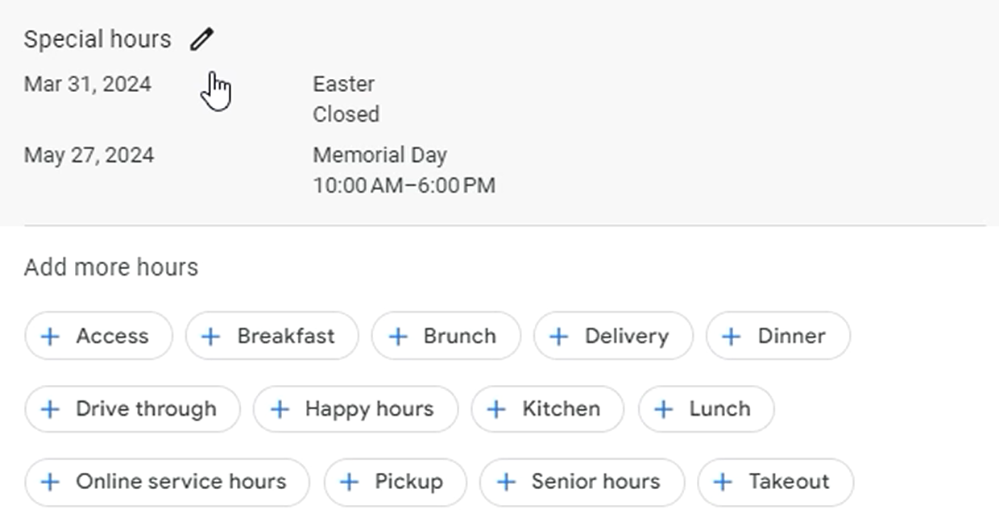 Special hours
Mar 31, 2024 Easter
Closed
May 27, 2024 Memorial Day
10:00 AM–6:00 PM
Add more hours
+ Access + Breakfast + Brunch + Delivery + Dinner
+ Drive through + Happy hours + Kitchen + Lunch
+ Online service hours + Pickup + Senior hours + Takeout